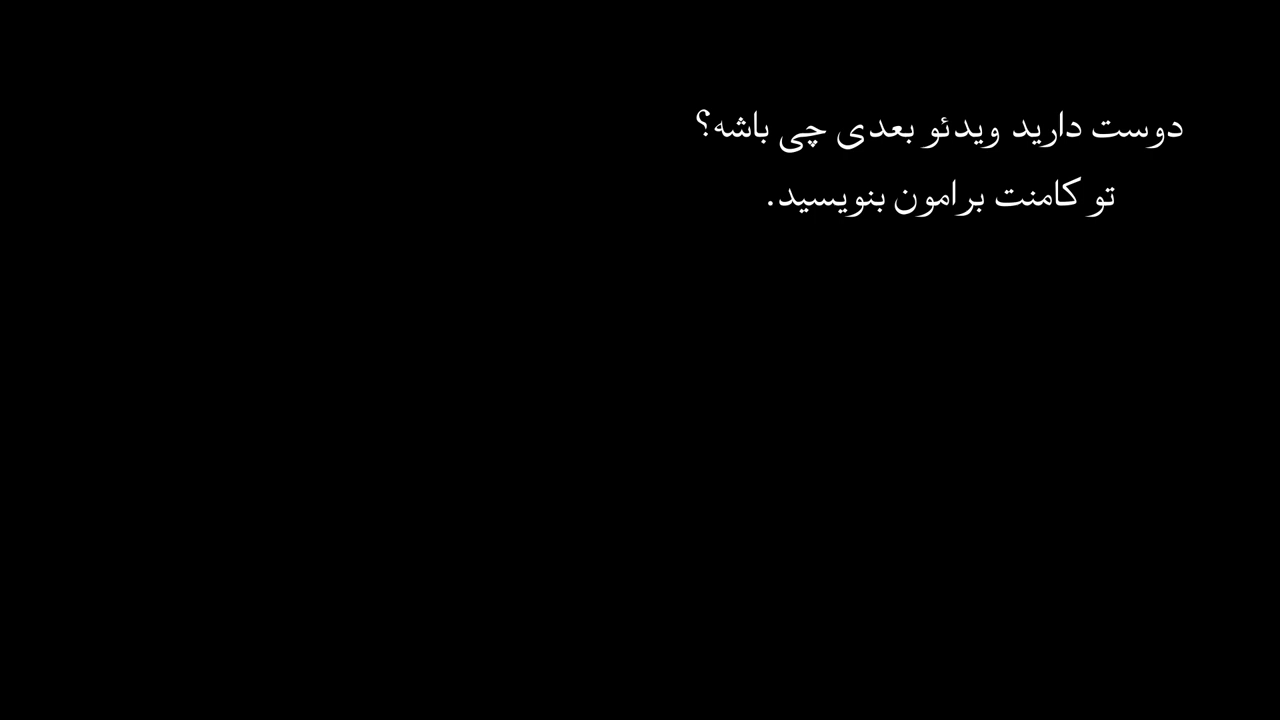 دوست دارید ویدئو بعدی چی باشه؟
تو کامنت برامون بنویسید.